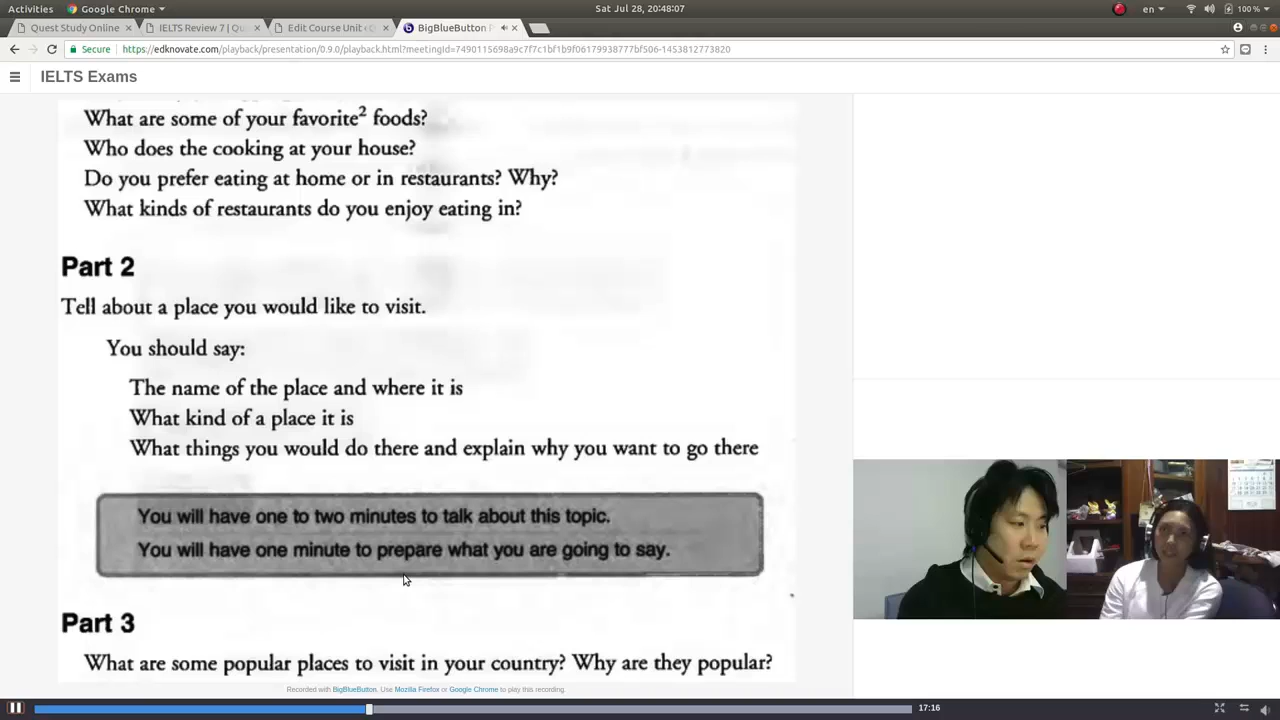 Activities
Google Chrome
Sat Jul 28, 20:48:07
en
100 %
Quest Study Online
IELTS Review 7 | Qu
Edit Course Unit
BigBlueButton
Secure
https://edknovate.com/playback/presentation/0.9.0/playback.html?meetingId=7490115698a9c7f7c1bf1b9f06179938777bf506-1453812773820
IELTS Exams
What are some of your favorite² foods?
Who does the cooking at your house?
Do you prefer eating at home or in restaurants? Why?
What kinds of restaurants do you enjoy eating in?
Part 2
Tell about a place you would like to visit.
You should say:
The name of the place and where it is
What kind of a place it is
What things you would do there and explain why you want to go there
You will have one to two minutes to talk about this topic.
You will have one minute to prepare what you are going to say.
Part 3
What are some popular places to visit in your country? Why are they popular?
Recorded with BigBlueButton. Use Mozilla Firefox or Google Chrome to play this recording.
17:16